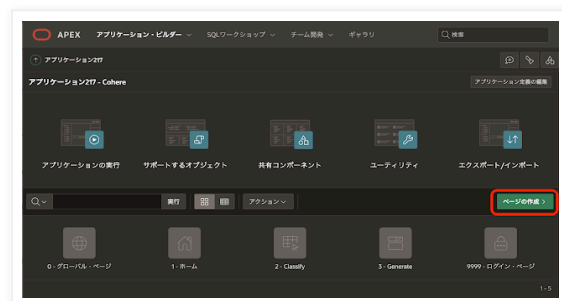 APEX アプリケーション・ビルダー SQLワークショップ チーム開発 ギャラリ 検索
アプリケーション217
アプリケーション217 - Cohere アプリケーション定義の編集
アプリケーションの実行 サポートするオブジェクト 共有コンポーネント ユーティリティ エクスポート/インポート
実行 アクション ページの作成 >
0 - グローバル・ページ 1 - ホーム 2 - Classify 3 - Generate 9999 - ログイン・ページ
1 - 5